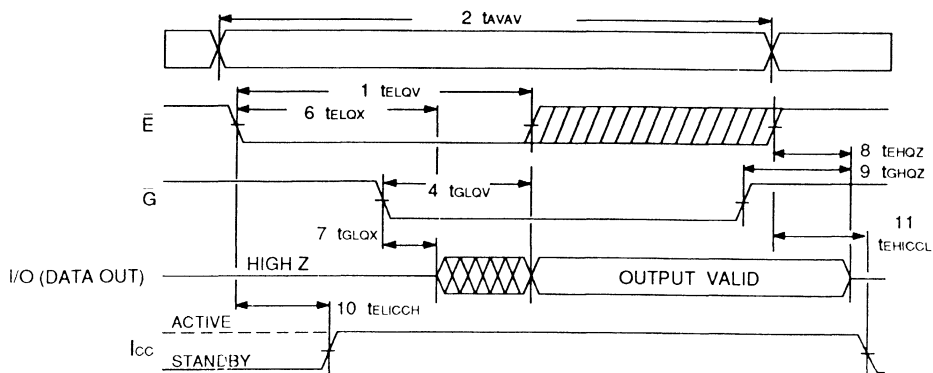 2 tAVAV
1 tELQV
6 tELQX
E
8 tEHQZ
9 tGHQZ
4 tGLQV
G
11
tEHICCL
7 tGLQX
I/O (DATA OUT)
HIGH Z
OUTPUT VALID
10 tELICCH
ACTIVE
ICC
STANDBY